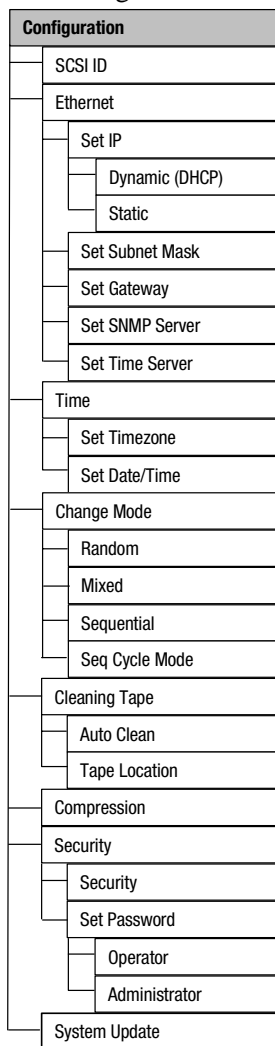 Configuration
SCSI ID
Ethernet
Set IP
Dynamic (DHCP)
Static
Set Subnet Mask
Set Gateway
Set SNMP Server
Set Time Server
Time
Set Timezone
Set Date/Time
Change Mode
Random
Mixed
Sequential
Seq Cycle Mode
Cleaning Tape
Auto Clean
Tape Location
Compression
Security
Security
Set Password
Operator
Administrator
System Update